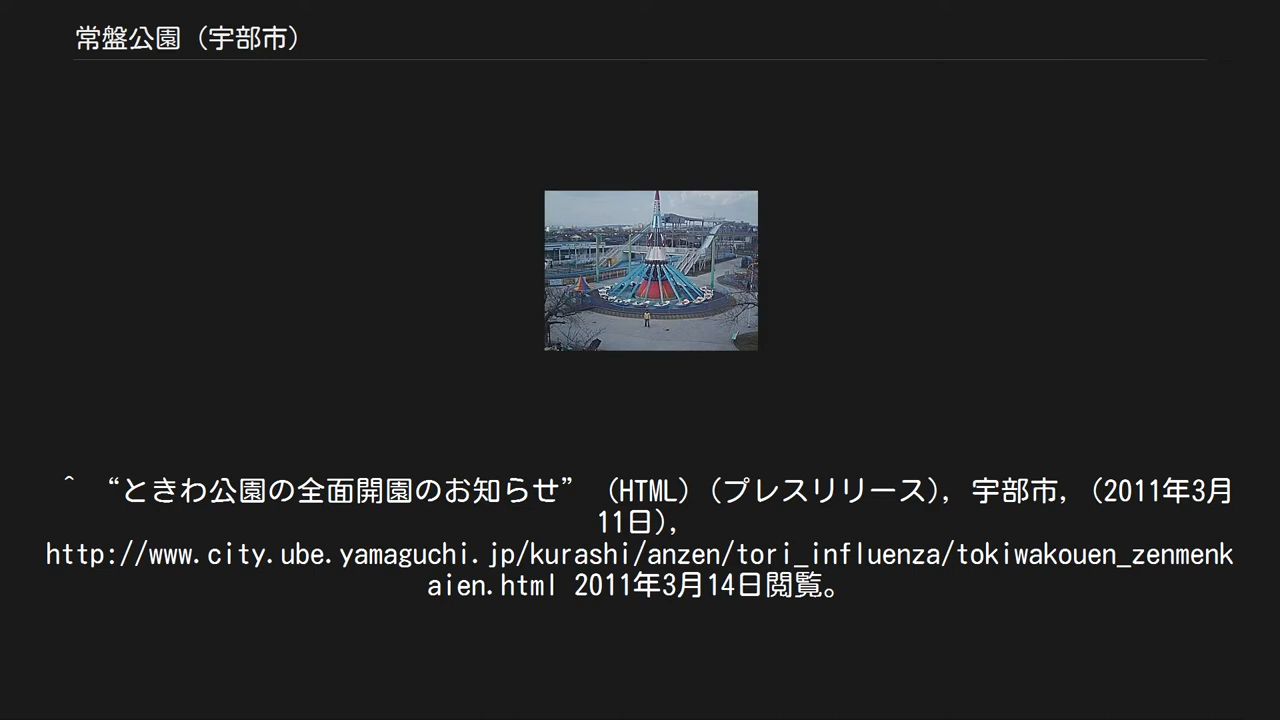 常盤公園（宇部市）
^ “ときわ公園の全面開園のお知らせ” (HTML) (プレスリリース), 宇部市, (2011年3月
11日),
http://www.city.ube.yamaguchi.jp/kurashi/anzen/tori_influenza/tokiwakouen_zenmenk
aien.html 2011年3月14日閲覧。